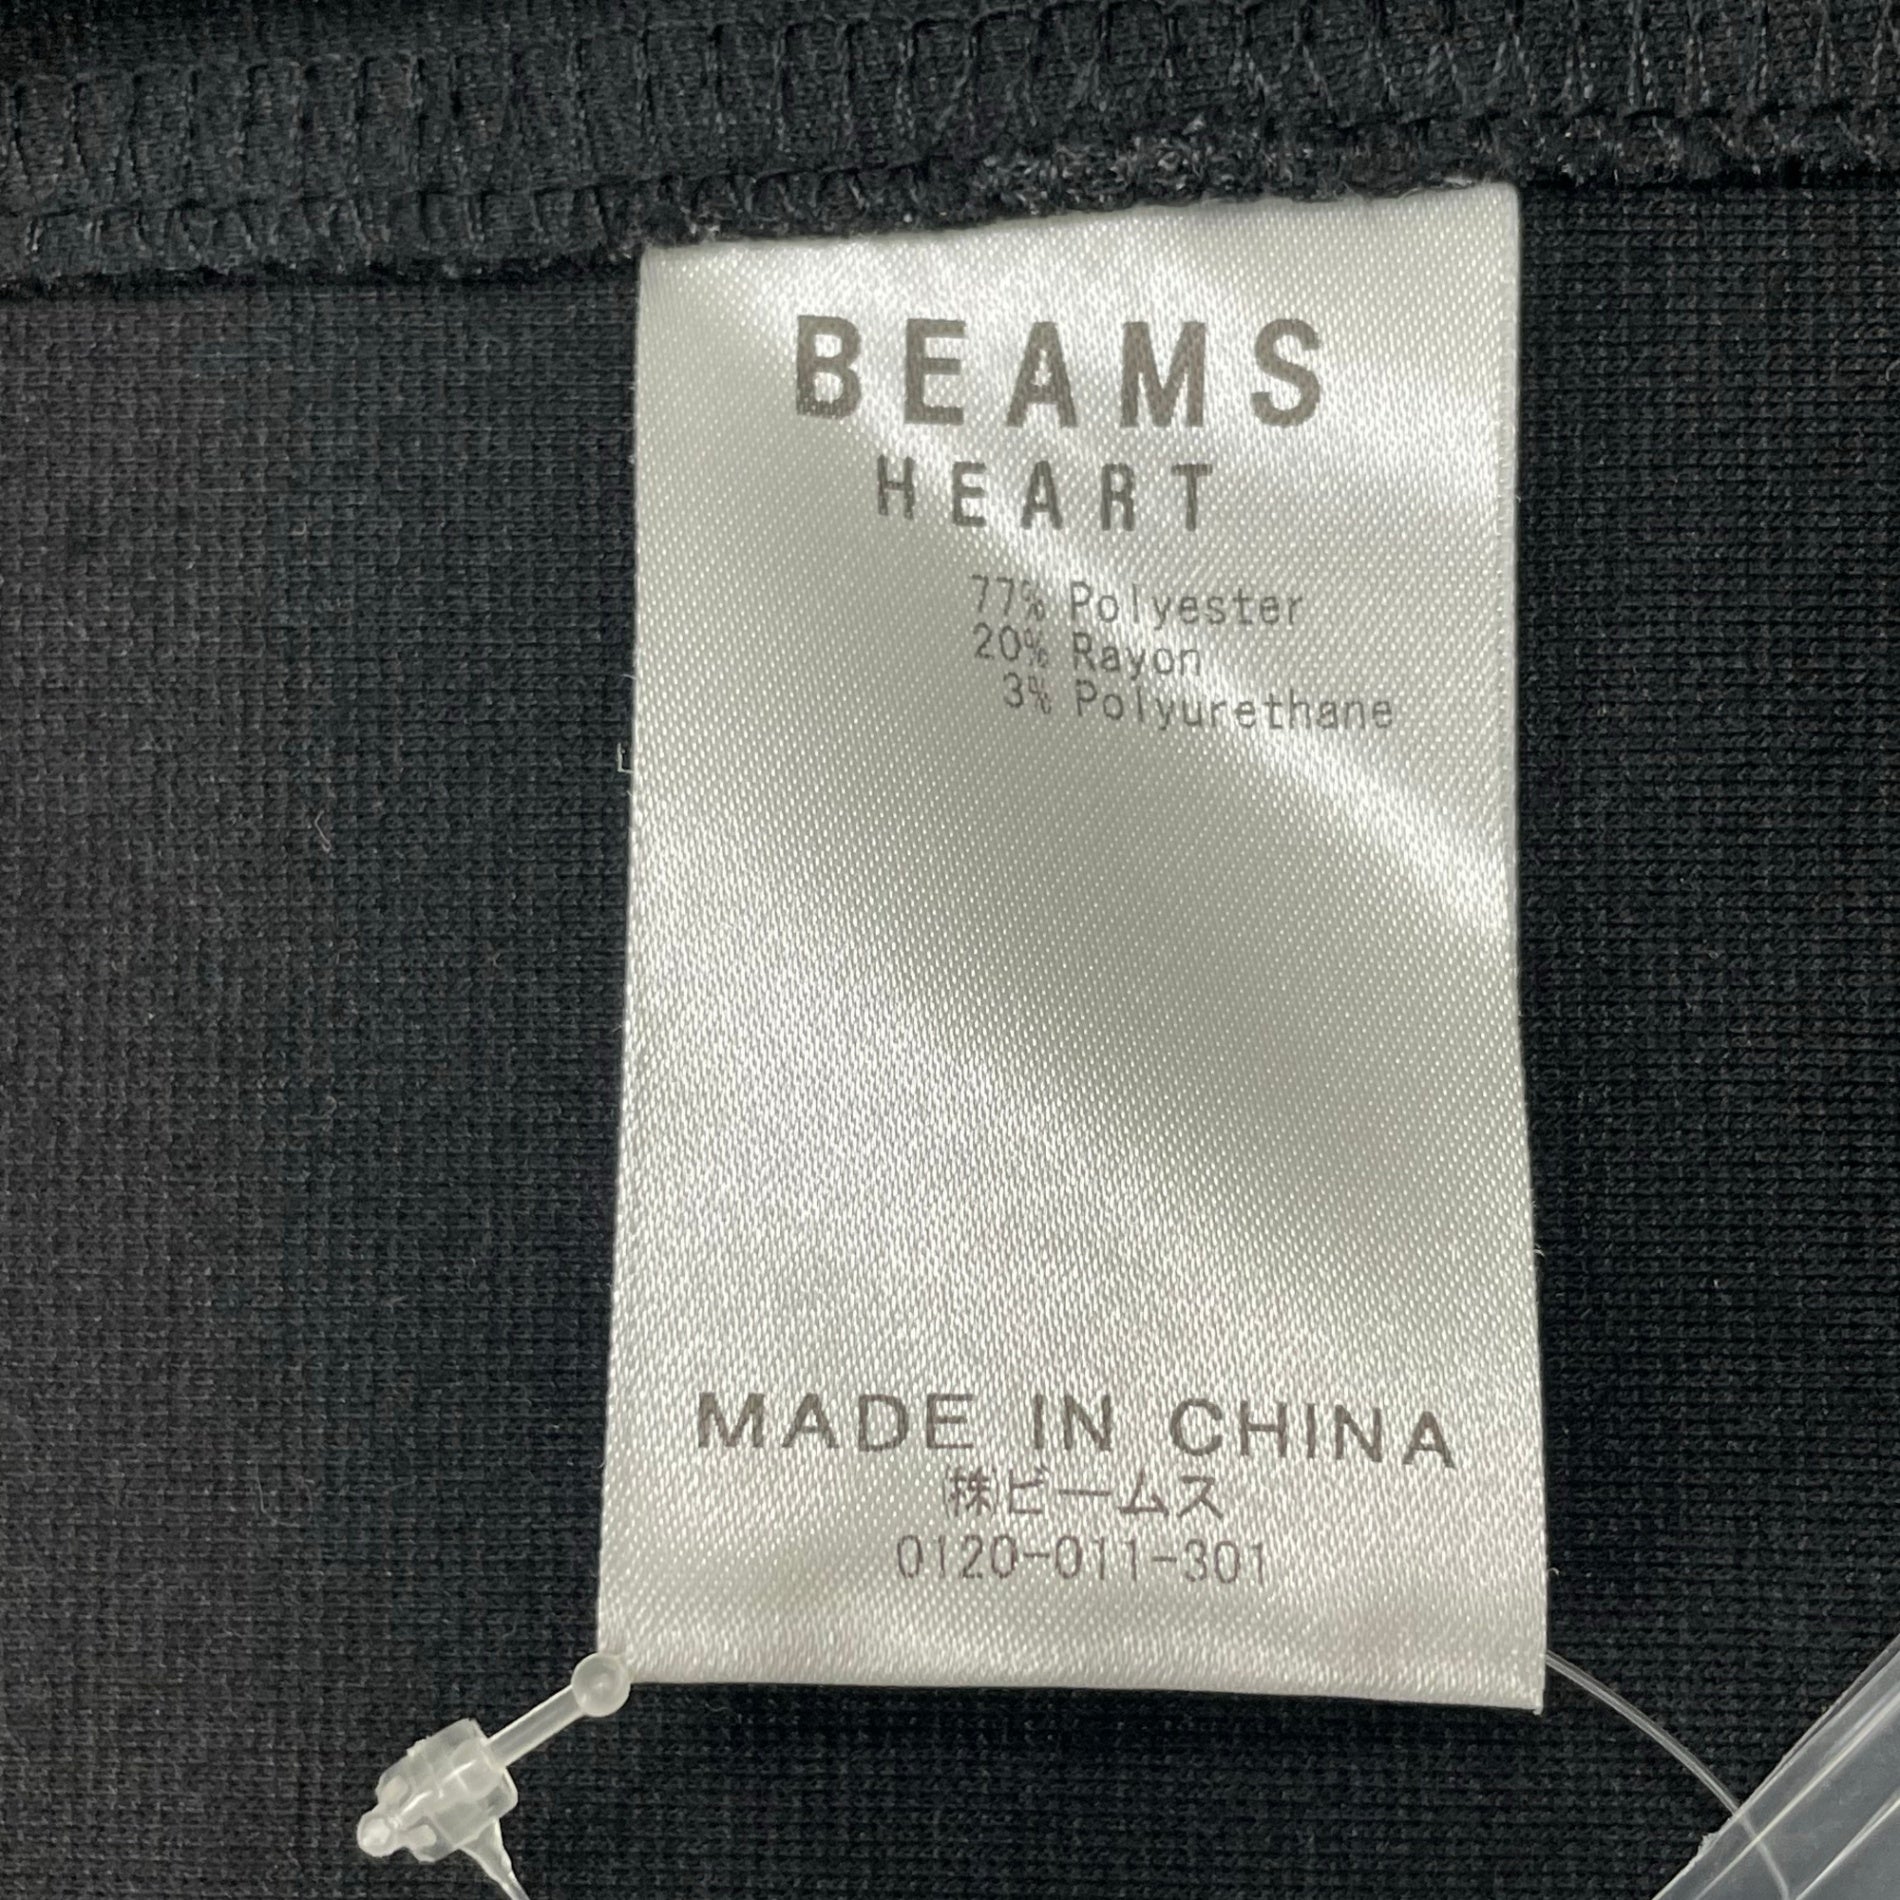 BEAMS
HEART
77% Polyester
20% Rayon
3% Polyurethane
MADE IN CHINA
㈱ビームス
0120-011-301